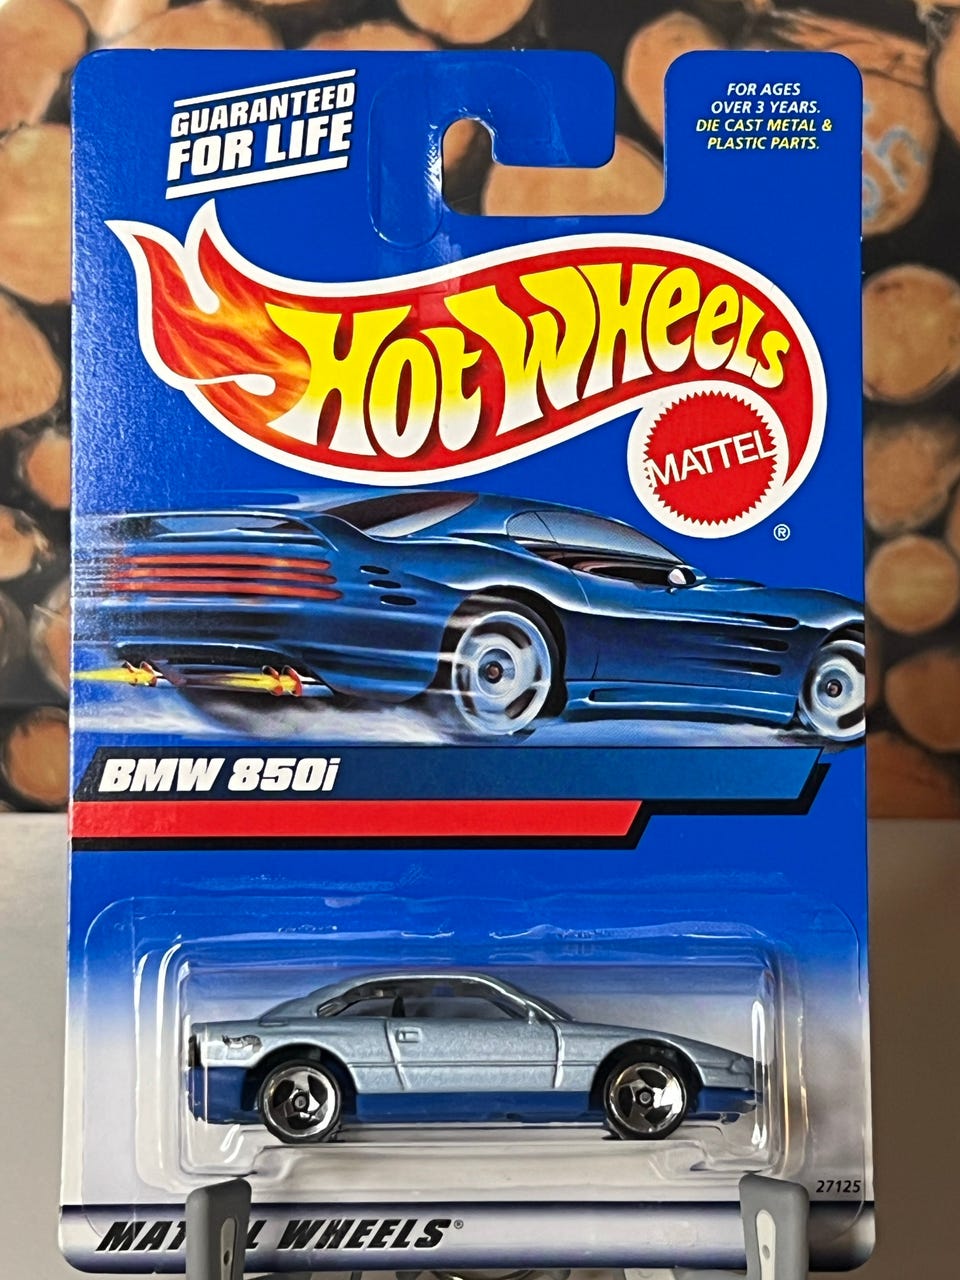 GUARANTEED
FOR LIFE
FOR AGES
OVER 3 YEARS.
DIE CAST METAL &
PLASTIC PARTS.
HOT WHEELS
MATTEL
®
BMW 850i
27125
WHEELS®